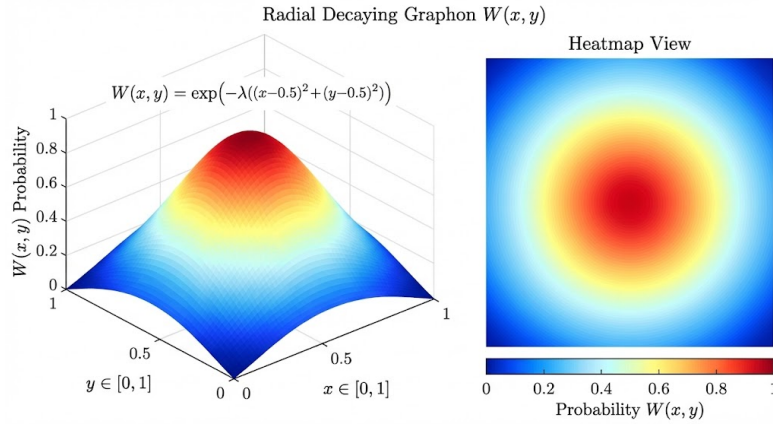 Radial Decaying Graphon W(x, y)
W(x, y) = exp(−λ((x−0.5)²+(y−0.5)²))
W(x, y) Probability
1
0.8
0.6
0.4
0.2
0
1
0.5
0
y ∈ [0, 1]
0
0.5
1
x ∈ [0, 1]
Heatmap View
0 0.2 0.4 0.6 0.8 1
Probability W(x, y)